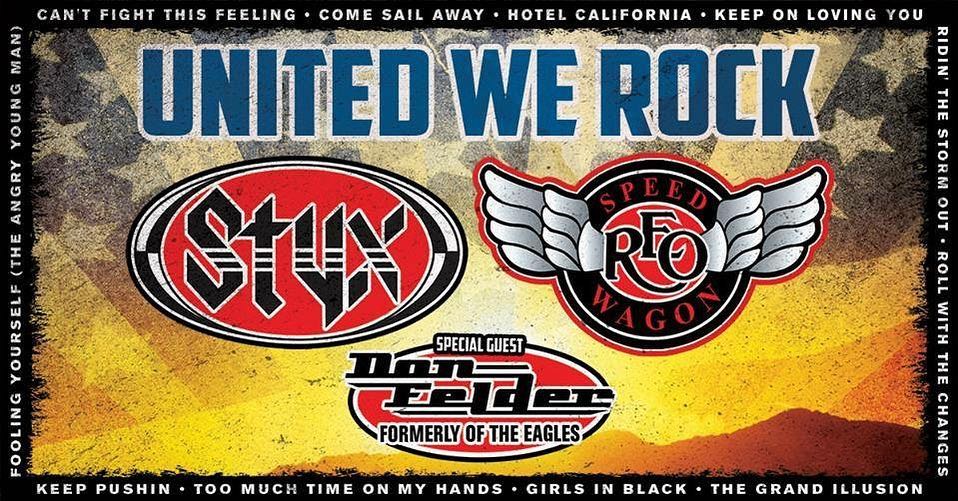 CAN'T FIGHT THIS FEELING • COME SAIL AWAY • HOTEL CALIFORNIA • KEEP ON LOVING YOU
RIDIN' THE STORM OUT • ROLL WITH THE CHANGES
FOOLING YOURSELF (THE ANGRY YOUNG MAN)
UNITED WE ROCK
Styx
SPEED
REO
WAGON
SPECIAL GUEST
Don
Felder
FORMERLY OF THE EAGLES
KEEP PUSHIN • TOO MUCH TIME ON MY HANDS • GIRLS IN BLACK • THE GRAND ILLUSION